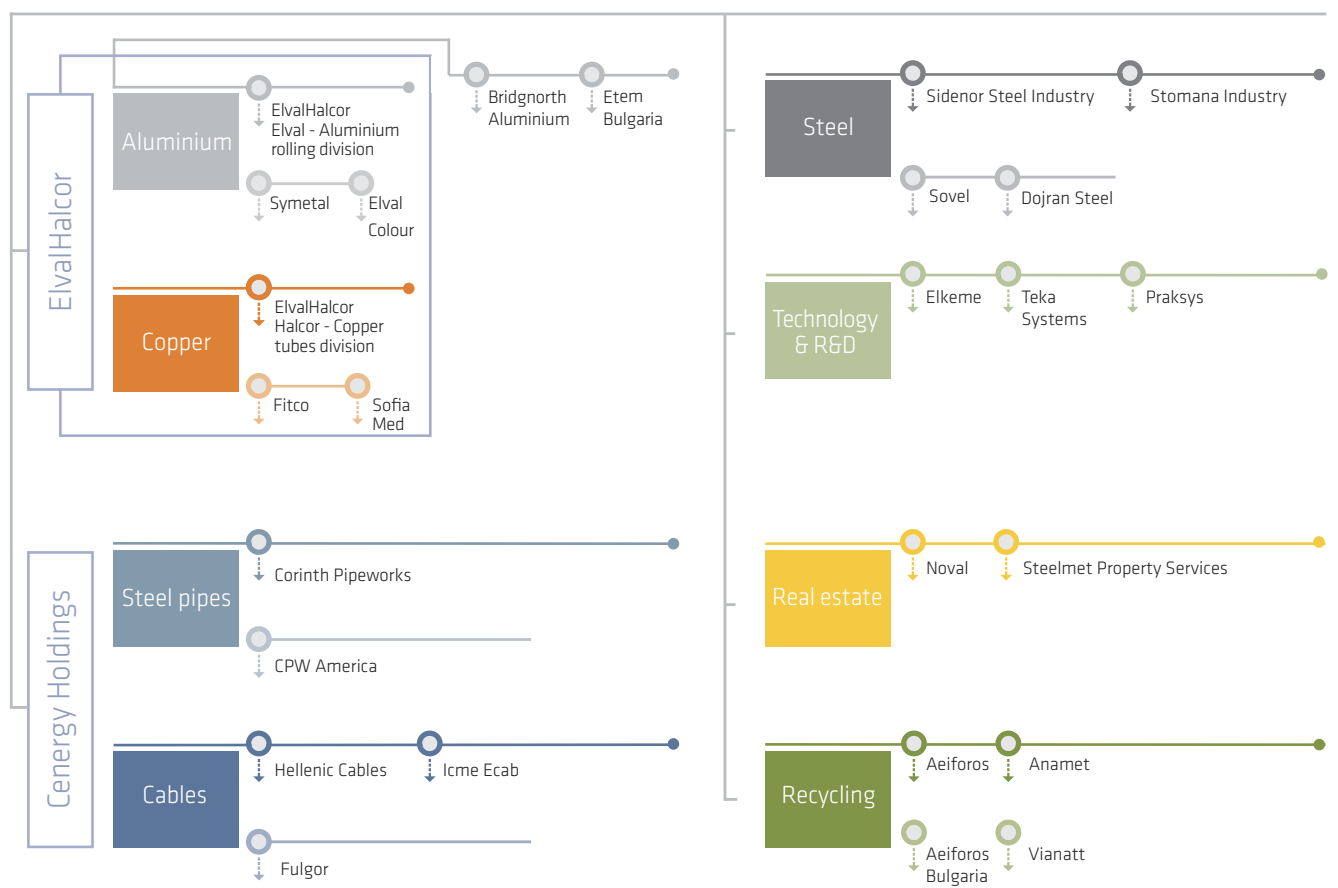 ElvalHalcor
Aluminium
ElvalHalcor
Elval - Aluminium
rolling division
Symetal
Elval
Colour
Bridgnorth
Aluminium
Etem
Bulgaria
Copper
ElvalHalcor
Halcor - Copper
tubes division
Fitco
Sofia
Med
Cenergy Holdings
Steel pipes
Corinth Pipeworks
CPW America
Cables
Hellenic Cables
Icme Ecab
Fulgor
Steel
Sidenor Steel Industry
Stomana Industry
Sovel
Dojran Steel
Technology
& R&D
Elkeme
Teka
Systems
Praksys
Real estate
Noval
Steelmet Property Services
Recycling
Aeiforos
Anamet
Aeiforos
Bulgaria
Vianatt